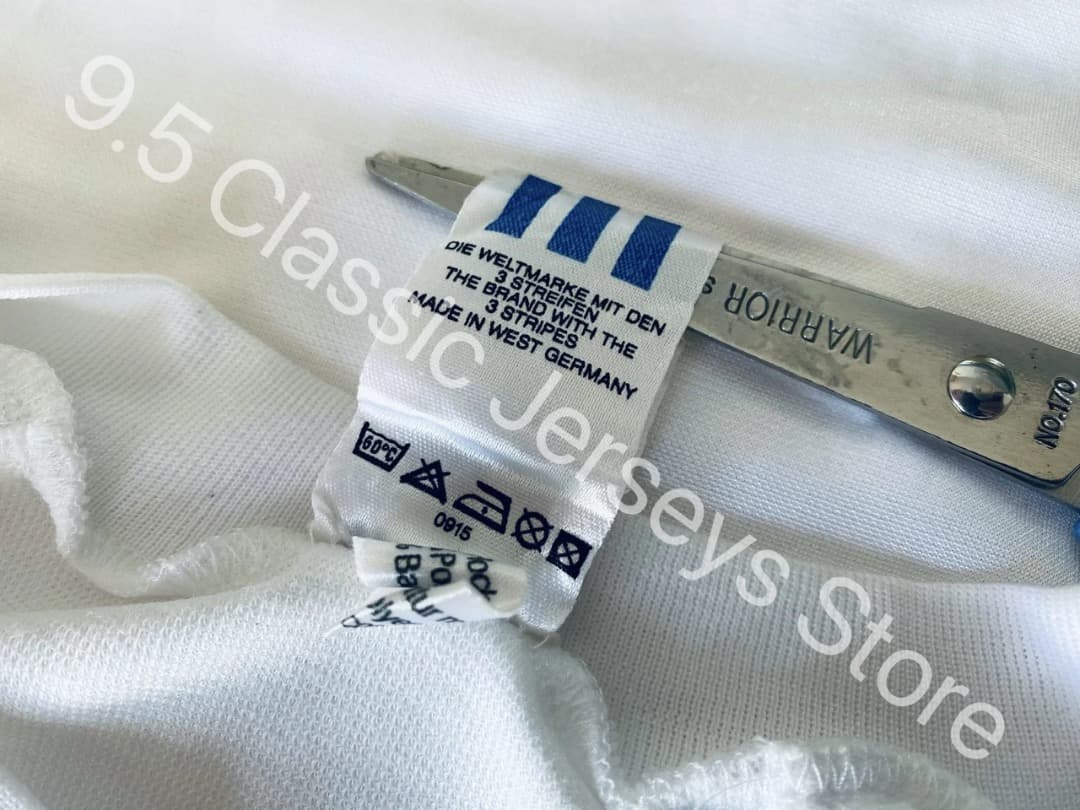 9.5 Classic Jerseys Store
DIE WELTMARKE MIT DEN
3 STREIFEN
THE BRAND WITH THE
3 STRIPES
MADE IN WEST GERMANY
60°C
0915
WARRIOR S
NO.170